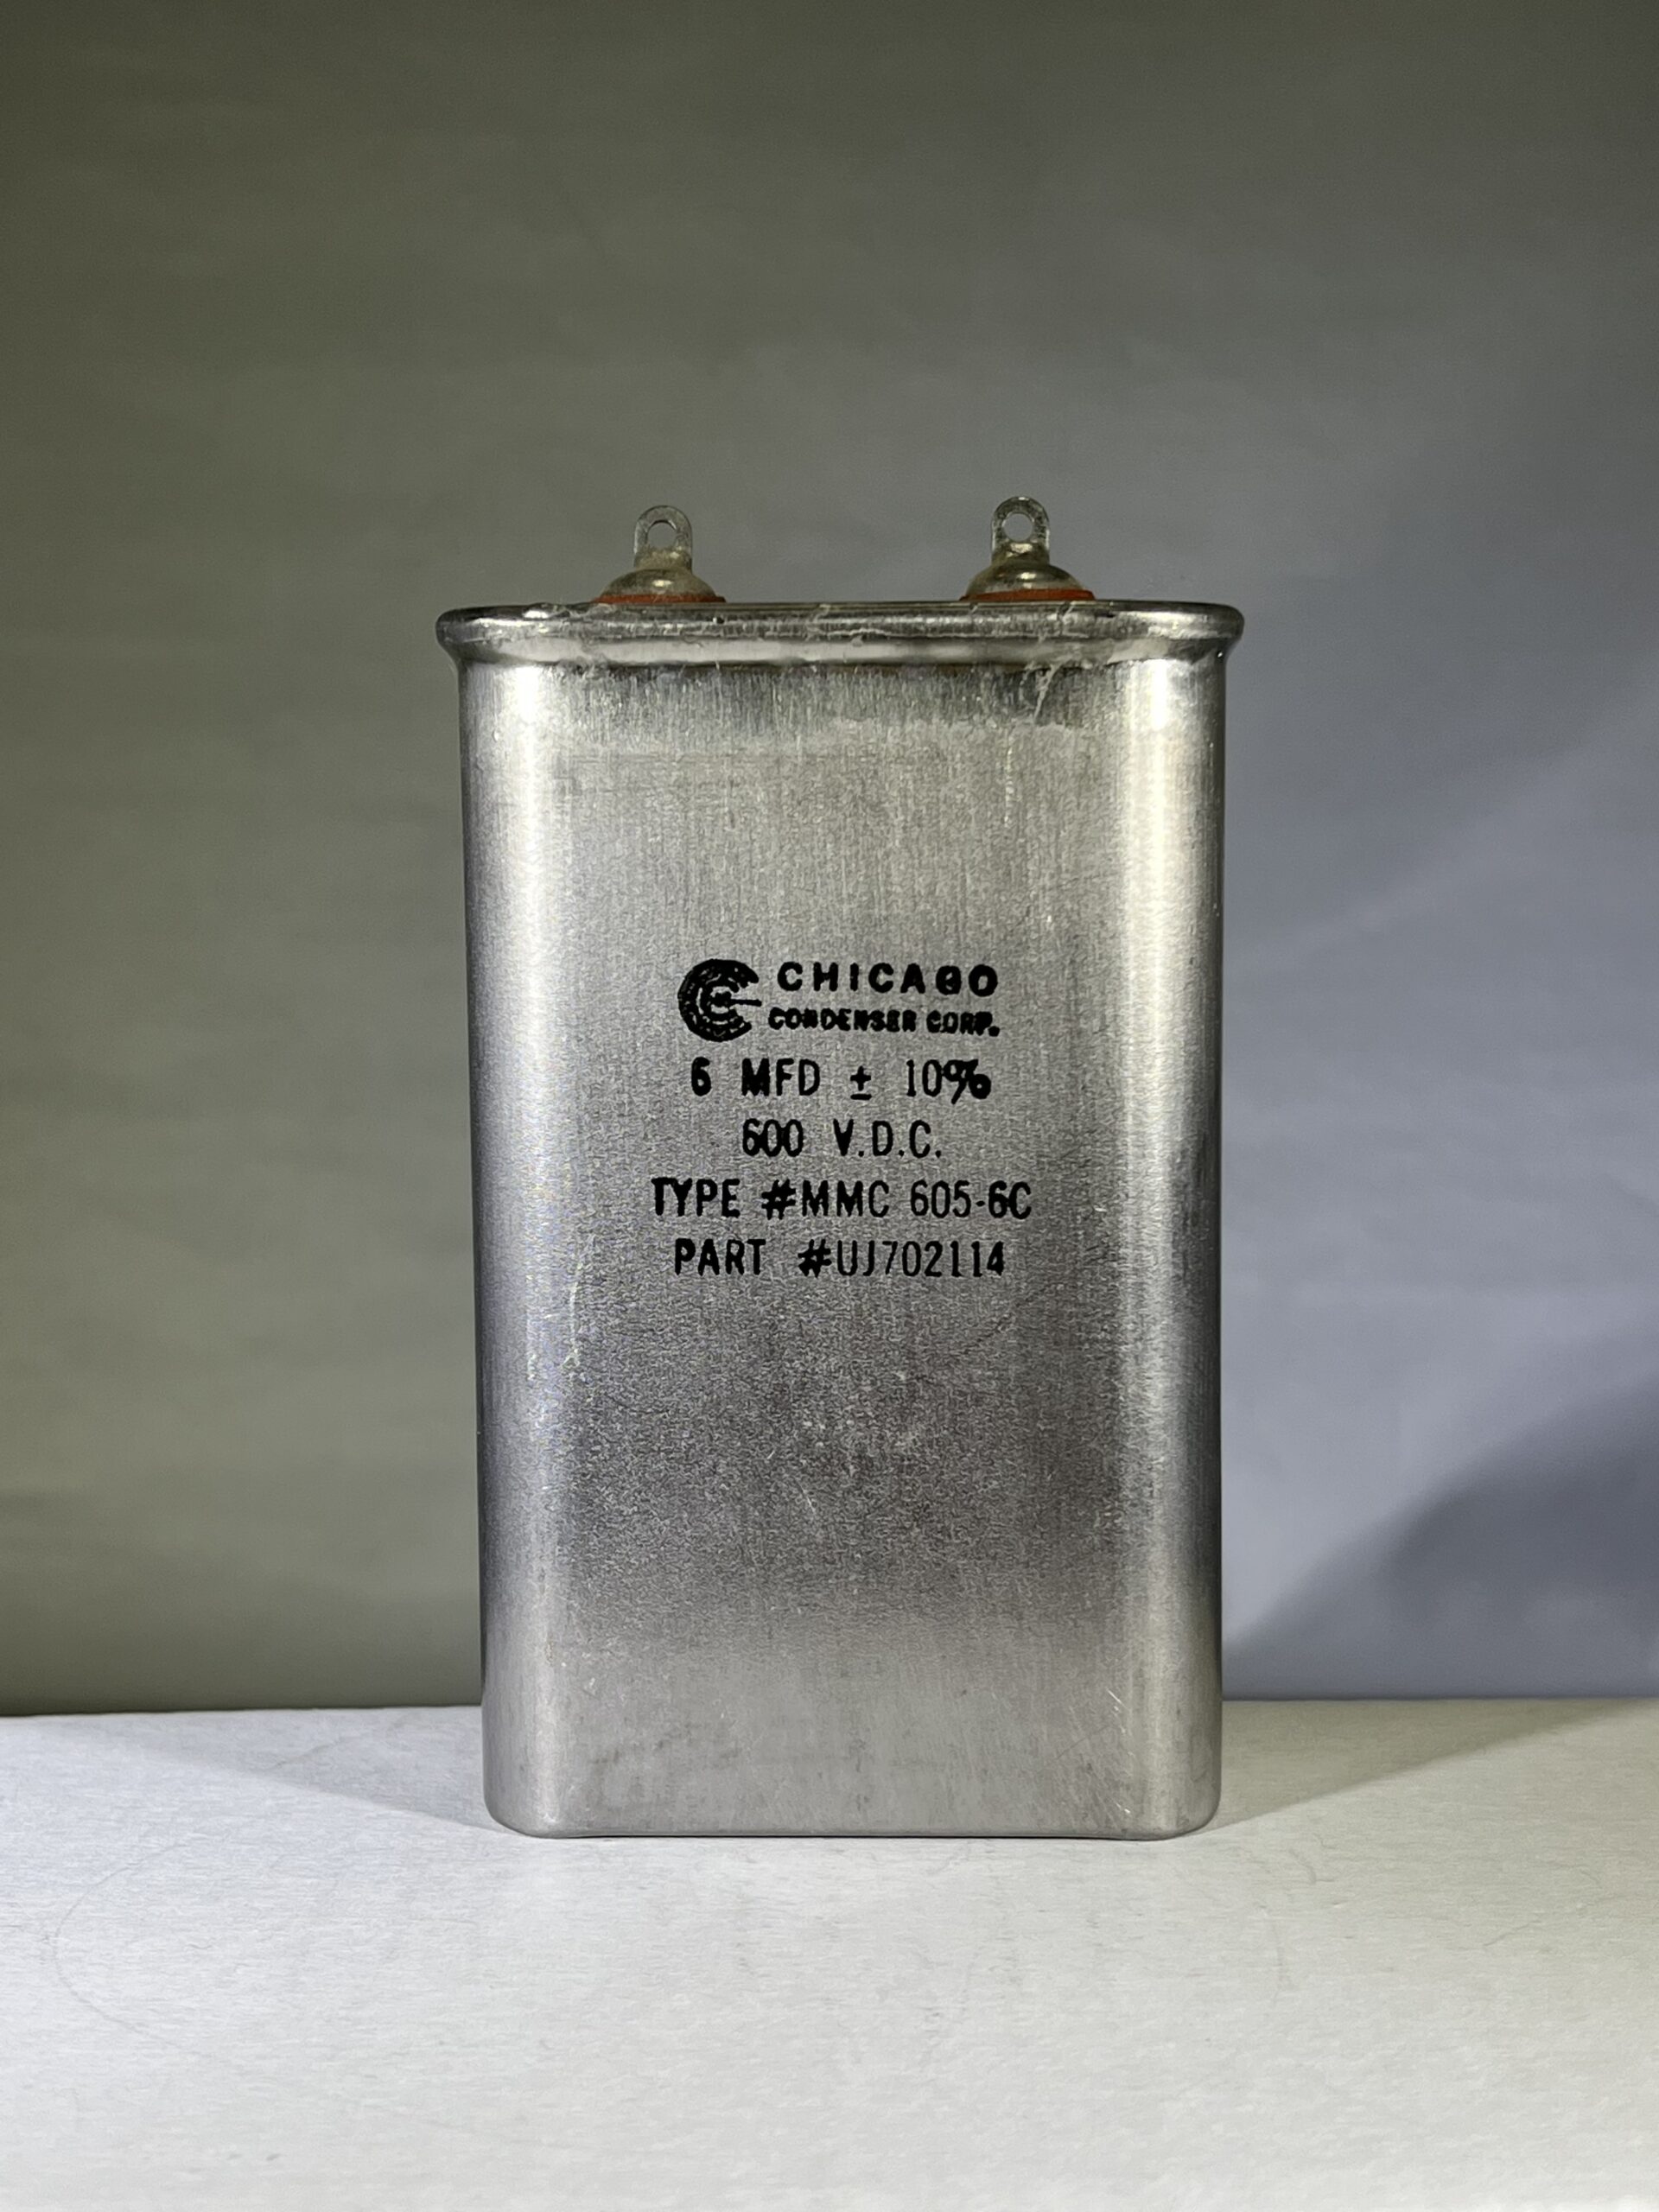 CHICAGO
CONDENSER CORP.
6 MFD ± 10%
600 V.D.C.
TYPE #MMC 605-6C
PART #UJ702114